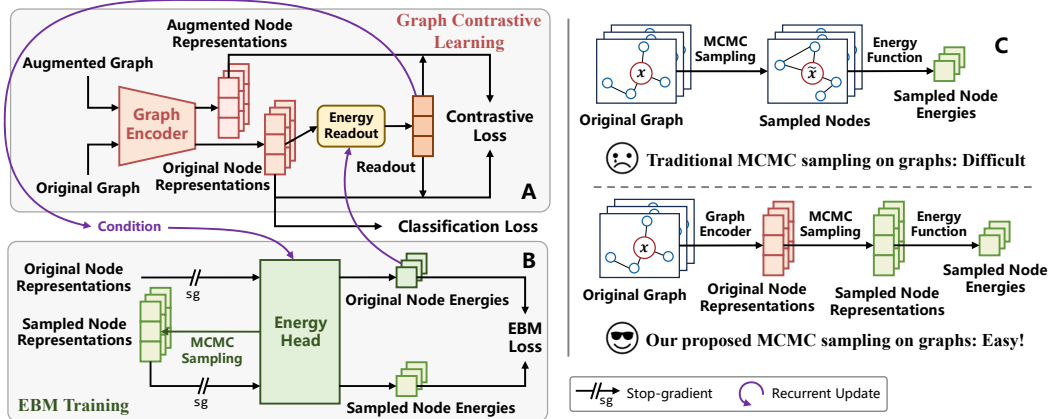 Graph Contrastive
Learning
Augmented Node
Representations
Augmented Graph
Graph
Encoder
Energy
Readout
Contrastive
Loss
Original Node
Representations
Readout
Original Graph
A
Condition
Classification Loss
B
Original Node
Representations
sg
Original Node Energies
Sampled Node
Representations
MCMC
Sampling
Energy
Head
EBM
Loss
sg
EBM Training
Sampled Node Energies
C
MCMC
Sampling
Energy
Function
x
x̃
Original Graph
Sampled Nodes
Sampled Node
Energies
Traditional MCMC sampling on graphs: Difficult
Graph
Encoder
MCMC
Sampling
Energy
Function
x
Original Graph
Original Node
Representations
Sampled Node
Representations
Sampled Node
Energies
Our proposed MCMC sampling on graphs: Easy!
sg
Stop-gradient
Recurrent Update